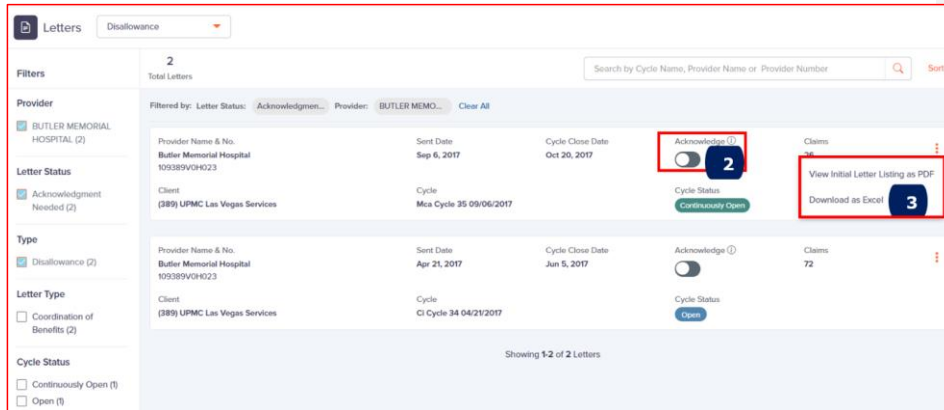 Letters
Disallowance
Filters
Provider
BUTLER MEMORIAL
HOSPITAL (2)
Letter Status
Acknowledgment
Needed (2)
Type
Disallowance (2)
Letter Type
Coordination of
Benefits (2)
Cycle Status
Continuously Open (1)
Open (1)
2
Total Letters
Search by Cycle Name, Provider Name or Provider Number
Sort
Filtered by: Letter Status: Acknowledgmen... Provider: BUTLER MEMO... Clear All
Provider Name & No. Sent Date Cycle Close Date Acknowledge Claims
Butler Memorial Hospital Sep 6, 2017 Oct 20, 2017 2
109389V0H023
Client Cycle Cycle Status
(389) UPMC Las Vegas Services Mca Cycle 35 09/06/2017 Continuously Open
View Initial Letter Listing as PDF
Download as Excel 3
Provider Name & No. Sent Date Cycle Close Date Acknowledge Claims
Butler Memorial Hospital Apr 21, 2017 Jun 5, 2017 72
109389V0H023
Client Cycle Cycle Status
(389) UPMC Las Vegas Services CI Cycle 34 04/21/2017 Open
Showing 1-2 of 2 Letters